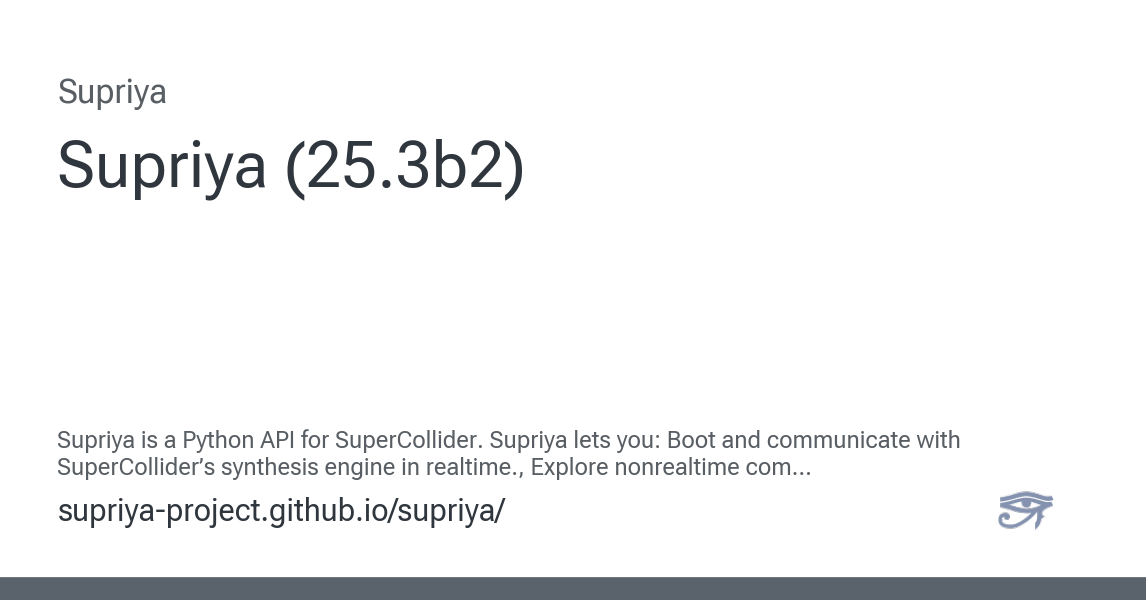 Supriya
Supriya (25.3b2)
Supriya is a Python API for SuperCollider. Supriya lets you: Boot and communicate with
SuperCollider’s synthesis engine in realtime., Explore nonrealtime com...
supriya-project.github.io/supriya/